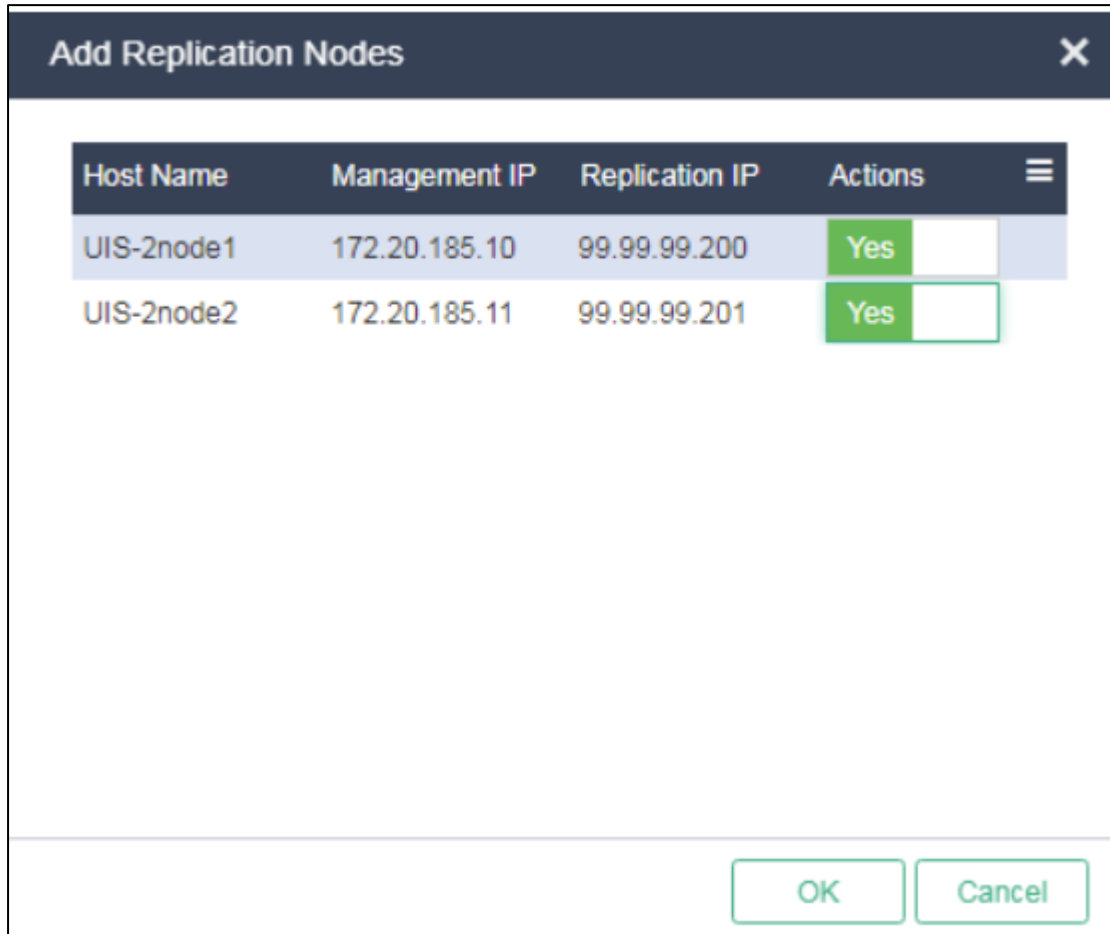 Add Replication Nodes
Host Name Management IP Replication IP Actions
UIS-2node1 172.20.185.10 99.99.99.200 Yes
UIS-2node2 172.20.185.11 99.99.99.201 Yes
OK Cancel